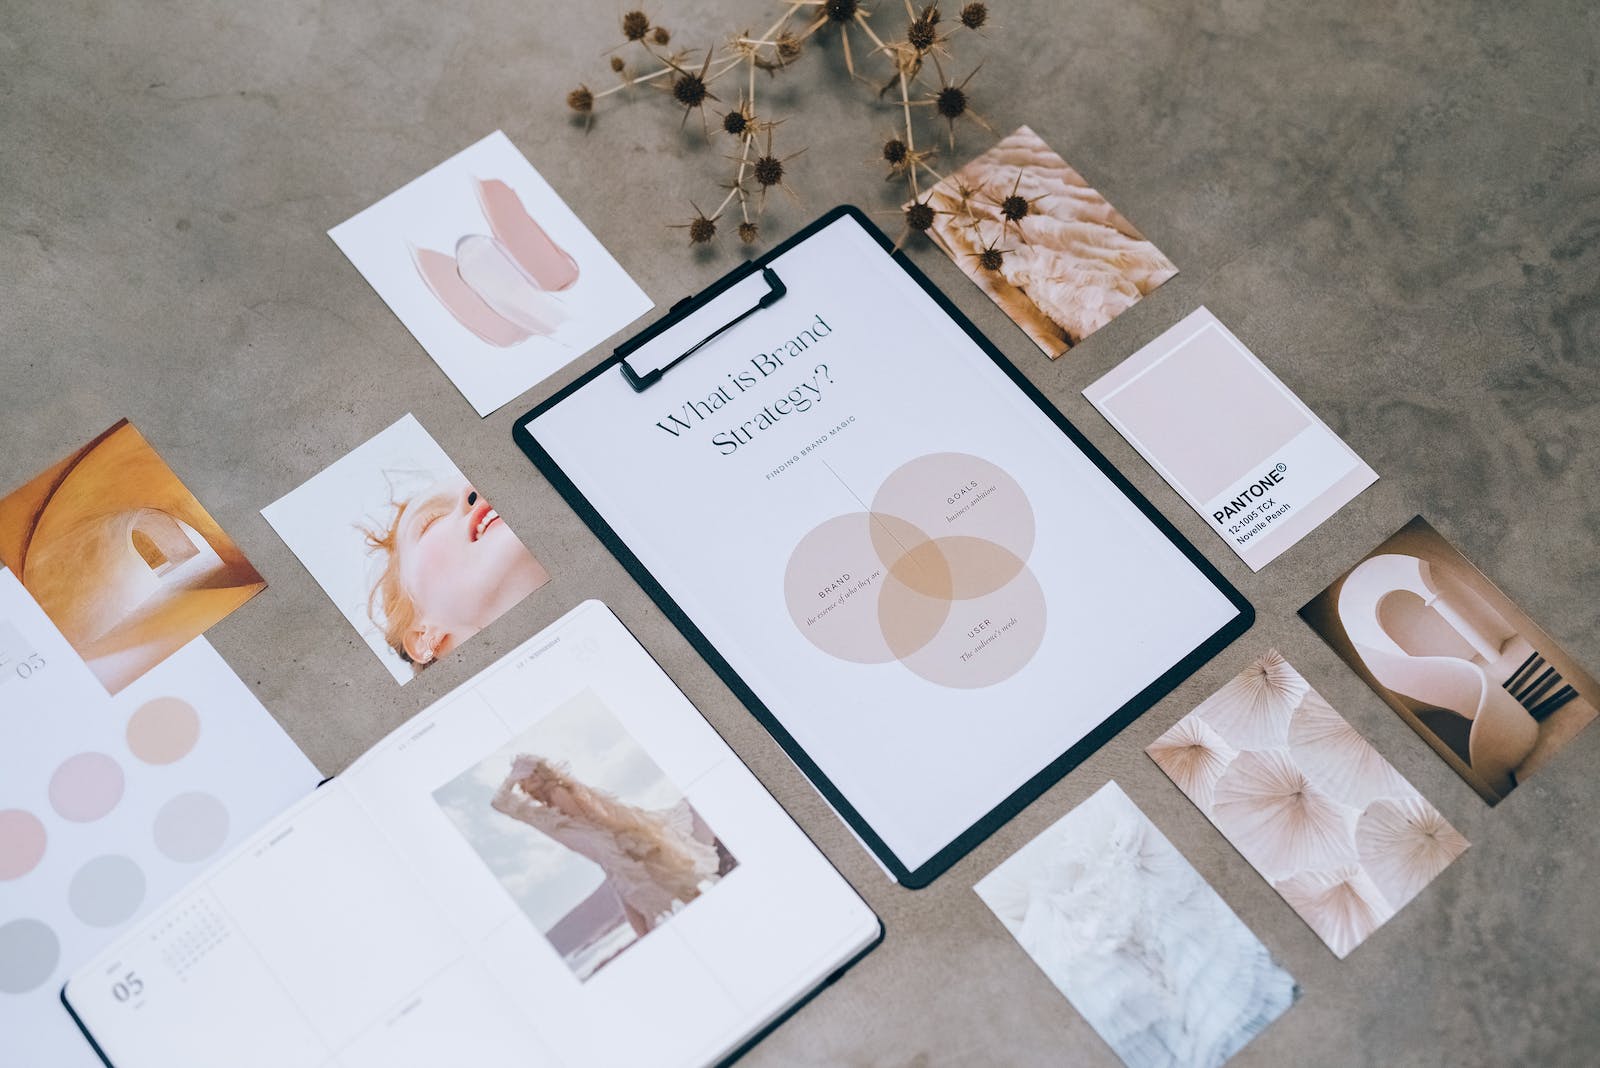 What is Brand
Strategy?
FINDING BRAND MAGIC
GOALS
business ambitions
BRAND
the essence of who they are
USER
The audience's needs
PANTONE®
12-1005 TCX
Novelle Peach
05
05